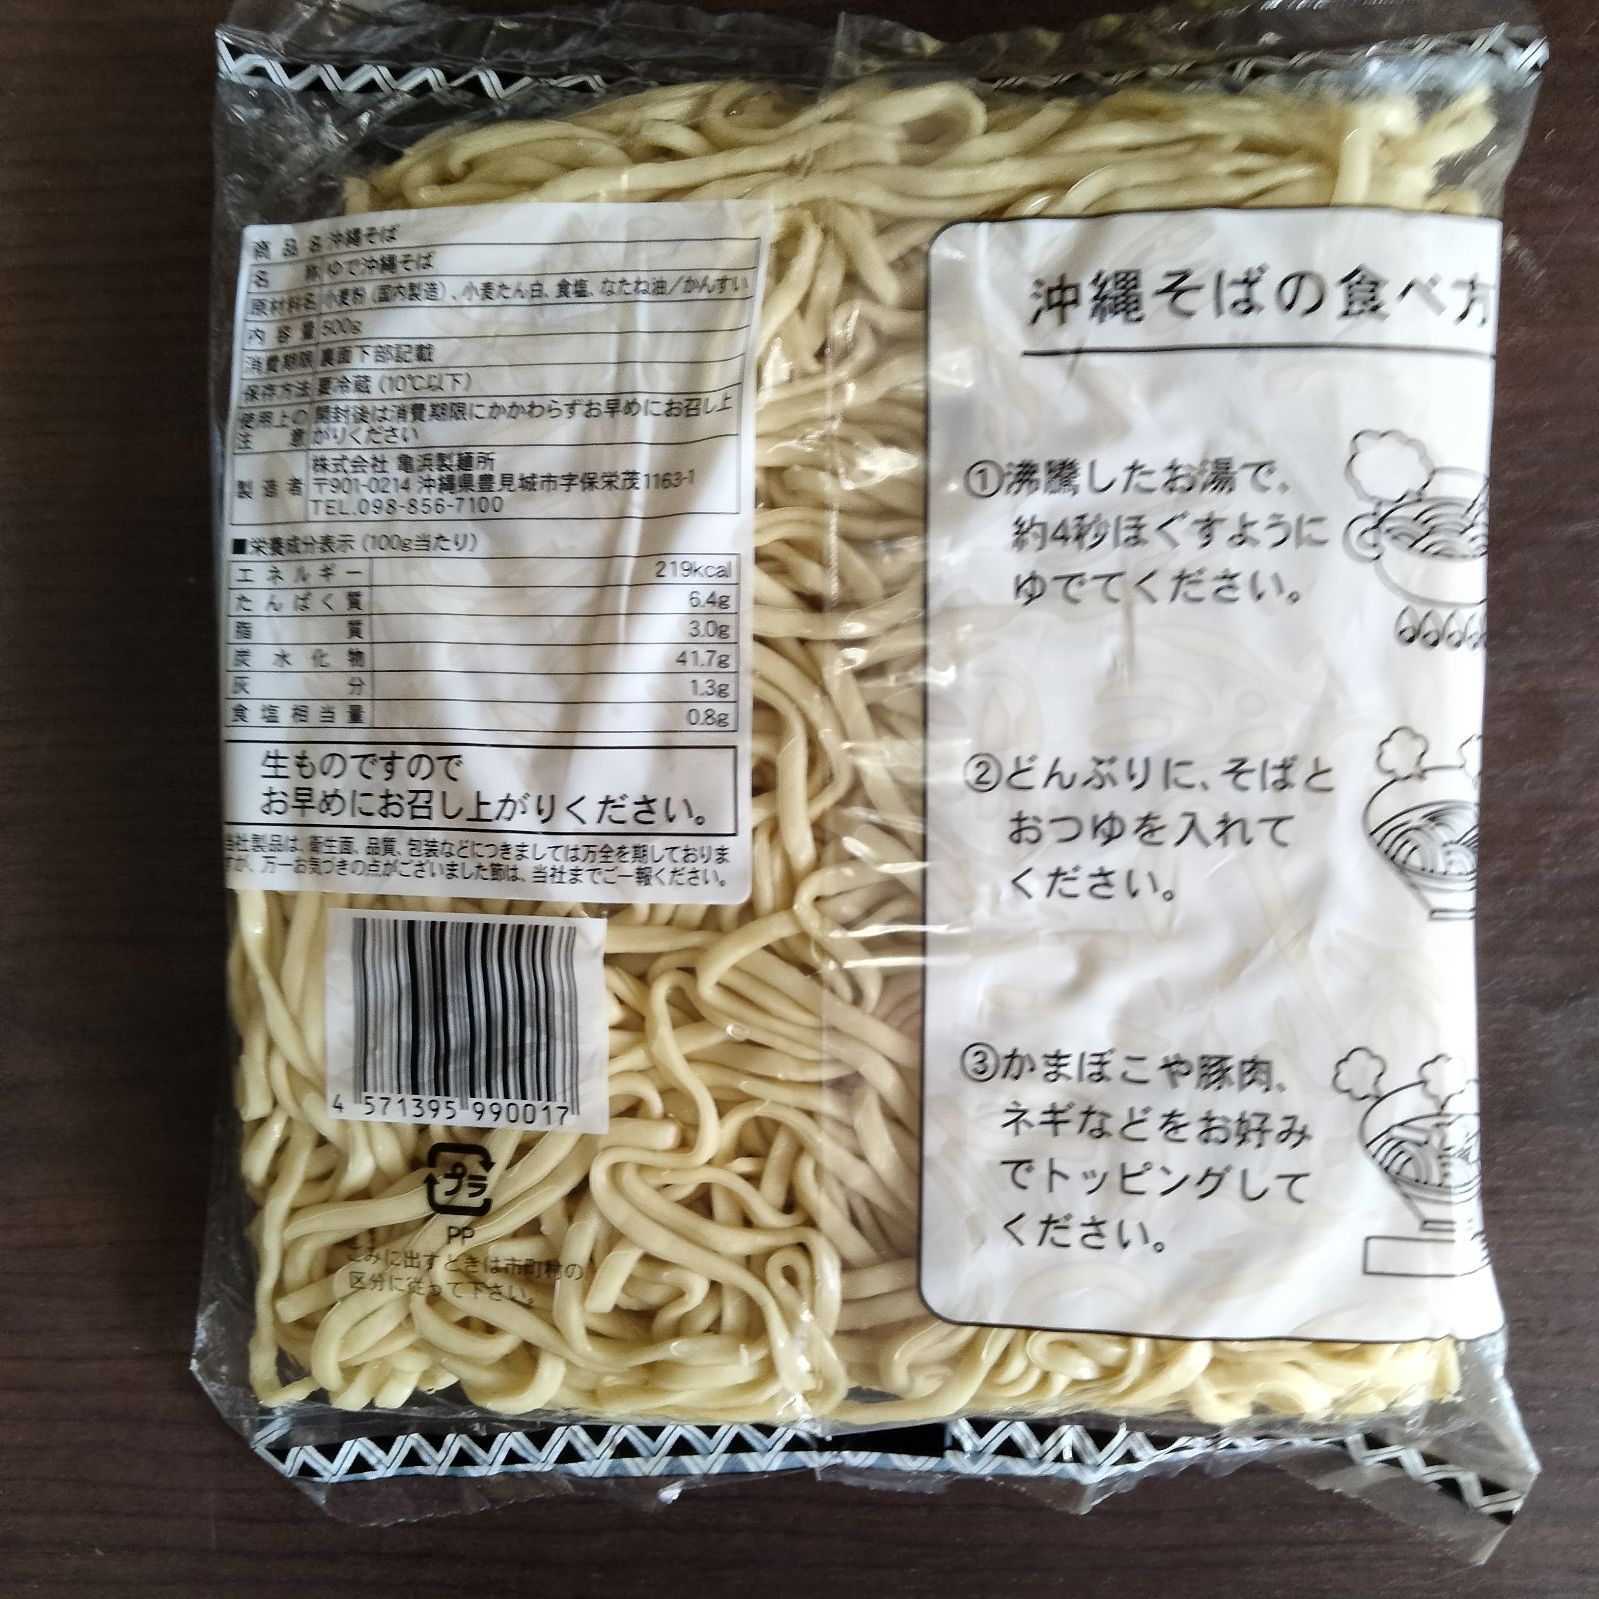 商品名 沖縄そば
名称 ゆで沖縄そば
原材料名 小麦粉(国内製造)、小麦たん白、食塩、なたね油/かんすい
内容量 500g
消費期限 裏面下部記載
保存方法 要冷蔵(10℃以下)
使用上の 開封後は消費期限にかかわらずお早めにお召し上
注意 がりください
株式会社 亀浜製麺所
製造者 〒901-0214 沖縄県豊見城市字保栄茂1163-1
TEL.098-856-7100
■栄養成分表示(100g当たり)
エネルギー 219kcal
たんぱく質 6.4g
脂質 3.0g
炭水化物 41.7g
灰分 1.3g
食塩相当量 0.8g
生ものですので
お早めにお召し上がりください。
当社製品は、衛生面、品質、包装などにつきましては万全を期しておりま
すが、万一お気づきの点がございました節は、当社までご一報ください。
4 571395 990017
プラ
PP
ごみに出すときは市町村の
区分に従って下さい。
沖縄そばの食べ方
①沸騰したお湯で、
約4秒ほぐすように
ゆでてください。
②どんぶりに、そばと
おつゆを入れて
ください。
③かまぼこや豚肉、
ネギなどをお好み
でトッピングして
ください。